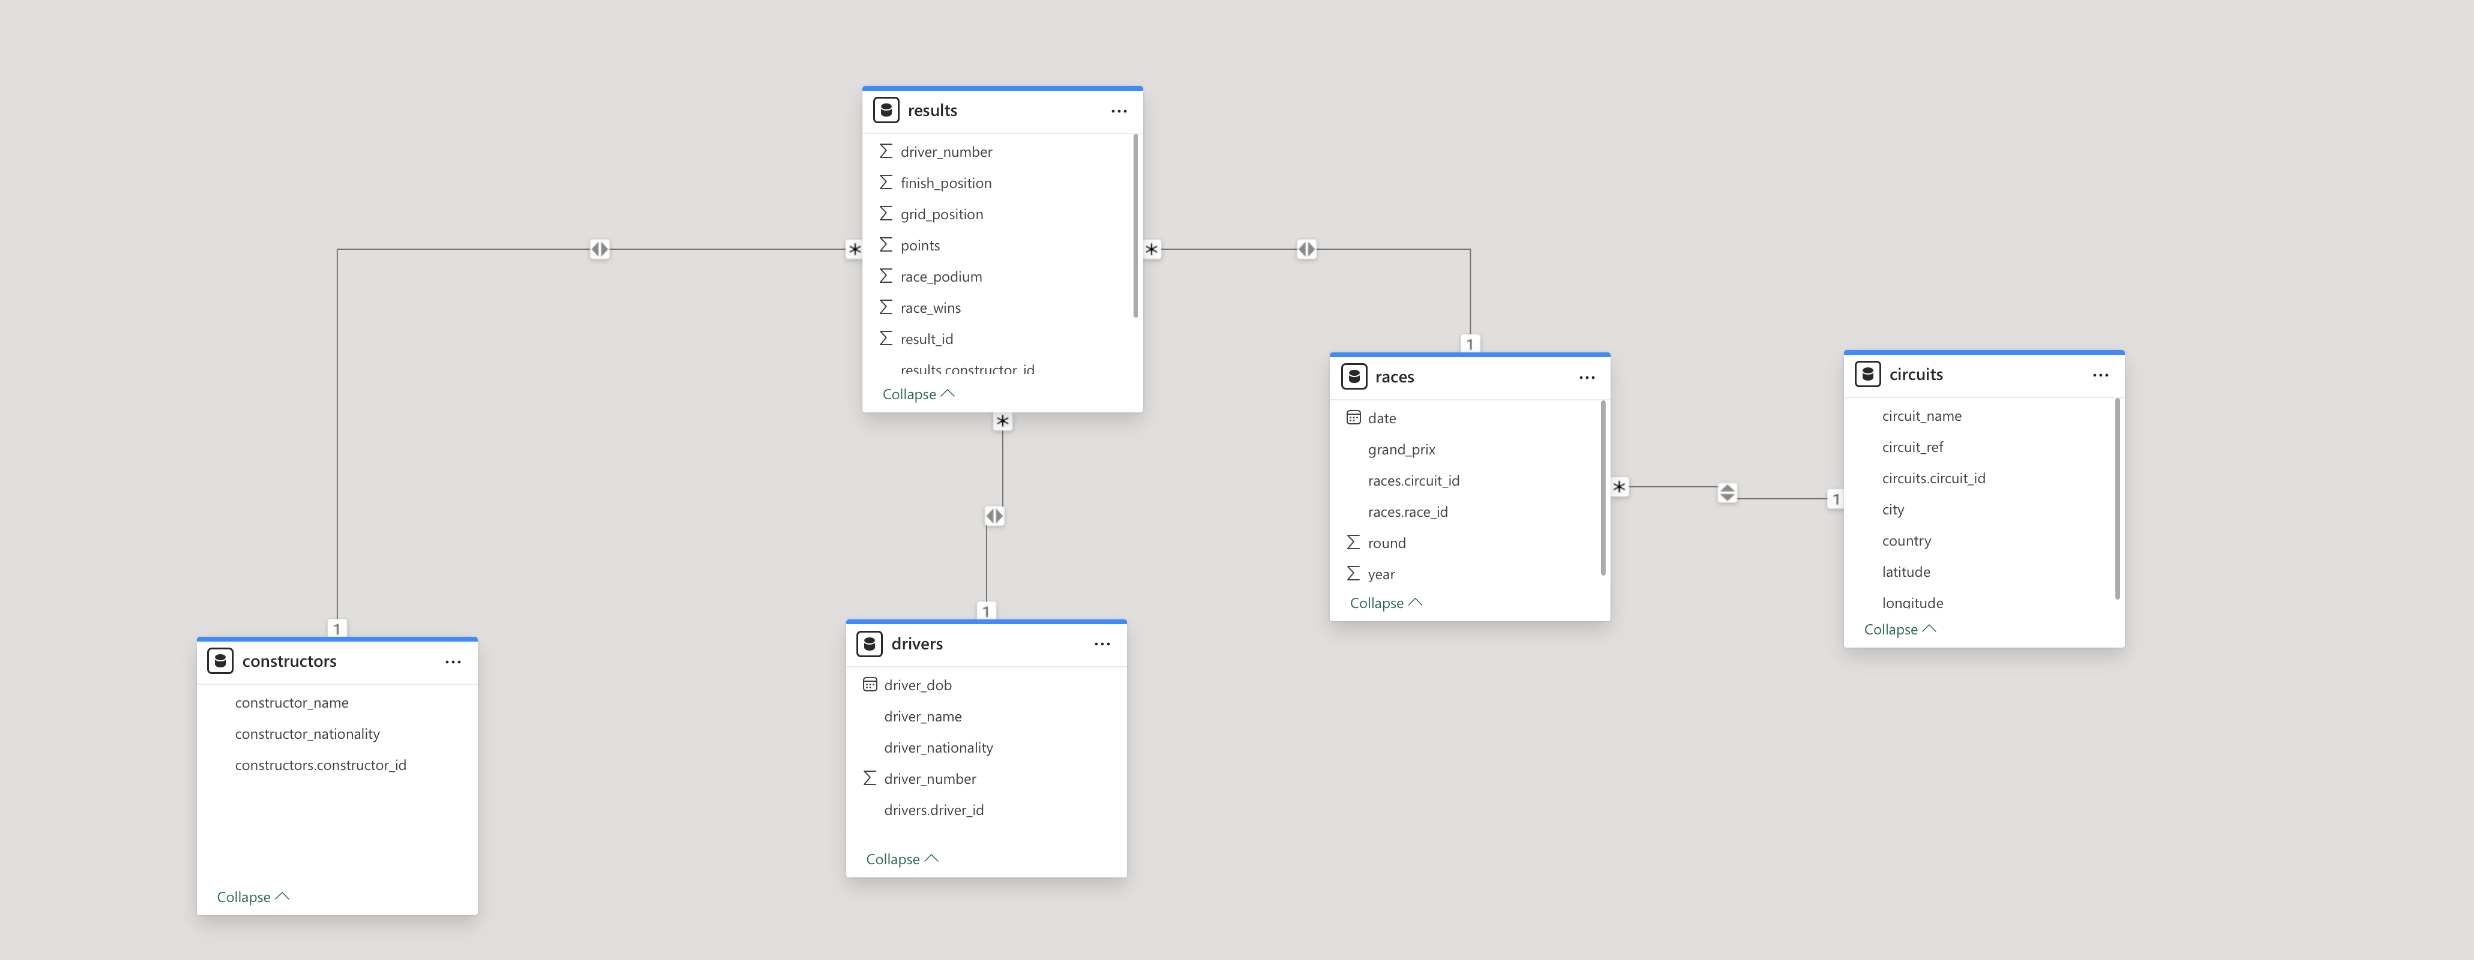 results
driver_number
finish_position
grid_position
points
race_podium
race_wins
result_id
results.constructor_id
Collapse
*
*
*
1
races
date
grand_prix
races.circuit_id
races.race_id
round
year
Collapse
*
1
circuits
circuit_name
circuit_ref
circuits.circuit_id
city
country
latitude
longitude
Collapse
1
constructors
constructor_name
constructor_nationality
constructors.constructor_id
Collapse
1
drivers
driver_dob
driver_name
driver_nationality
driver_number
drivers.driver_id
Collapse